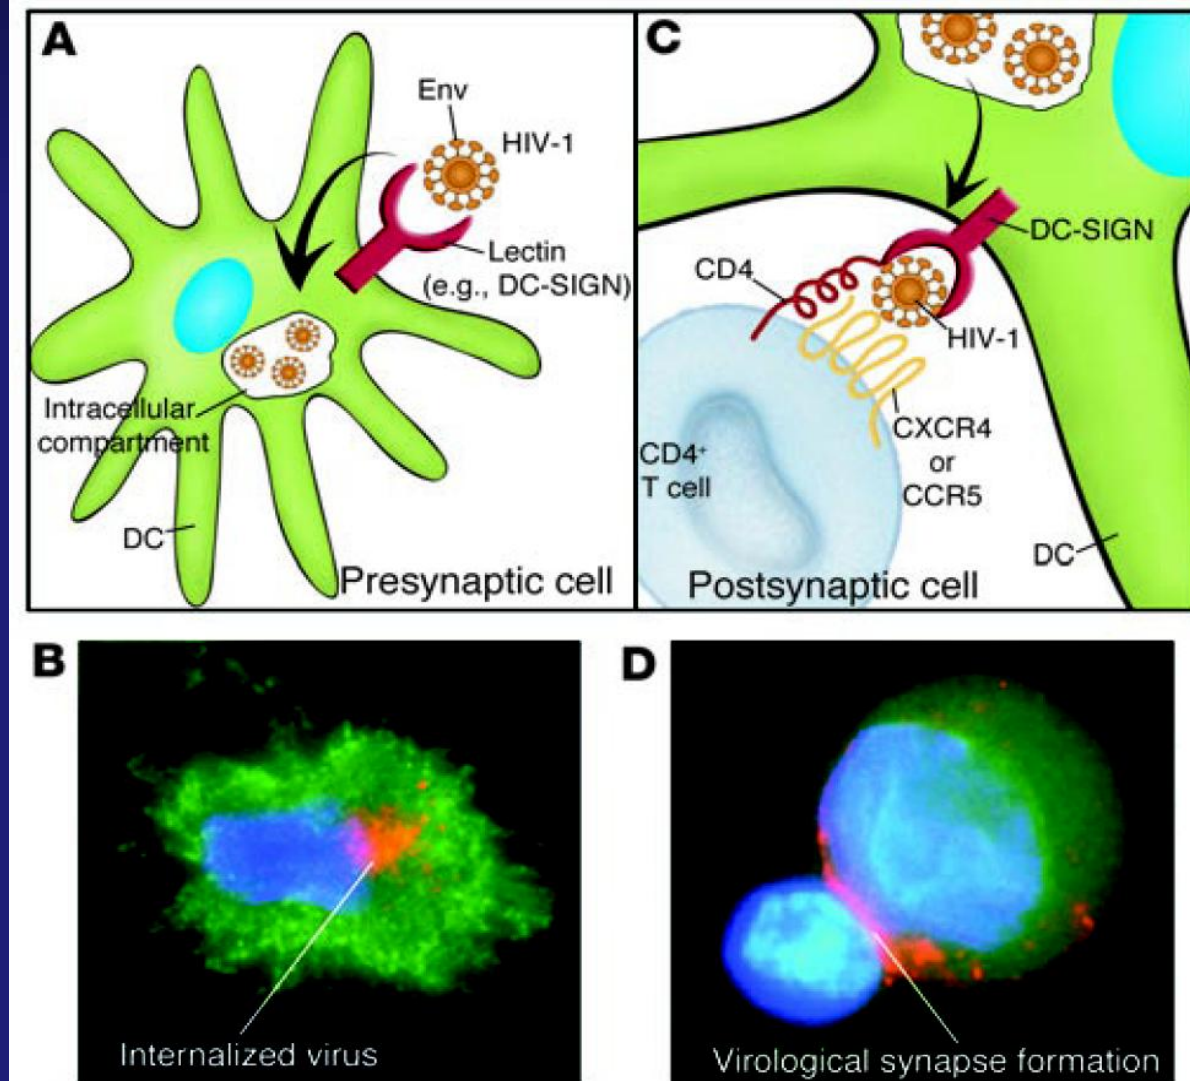 A
Env
HIV-1
Lectin
(e.g., DC-SIGN)
Intracellular
compartment
DC
Presynaptic cell
C
DC-SIGN
CD4
HIV-1
CXCR4
or
CCR5
CD4⁺
T cell
DC
Postsynaptic cell
B
Internalized virus
D
Virological synapse formation